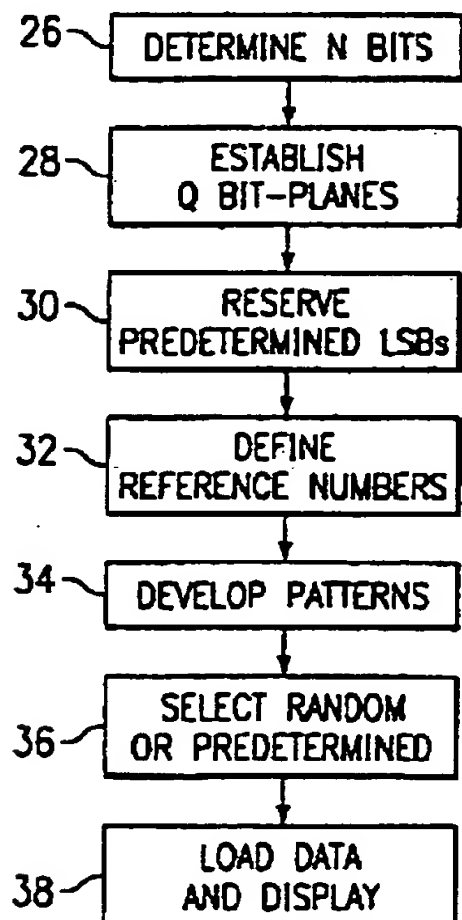 26
DETERMINE N BITS
28
ESTABLISH
Q BIT-PLANES
30
RESERVE
PREDETERMINED LSBs
32
DEFINE
REFERENCE NUMBERS
34
DEVELOP PATTERNS
36
SELECT RANDOM
OR PREDETERMINED
38
LOAD DATA
AND DISPLAY